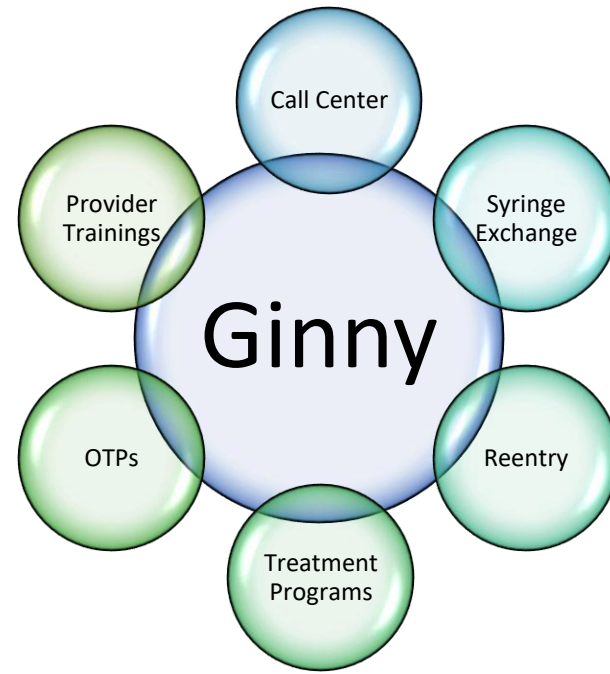 Call Center
Syringe
Exchange
Reentry
Treatment
Programs
OTPs
Provider
Trainings
Ginny